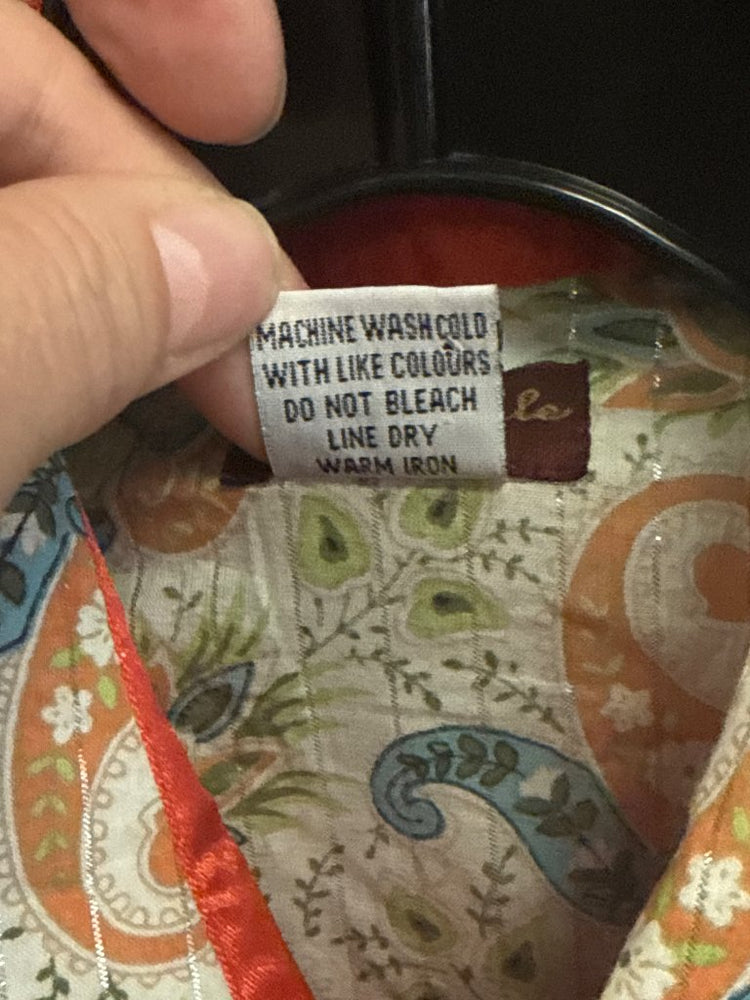 MACHINE WASH COLD
WITH LIKE COLOURS
DO NOT BLEACH
LINE DRY
WARM IRON